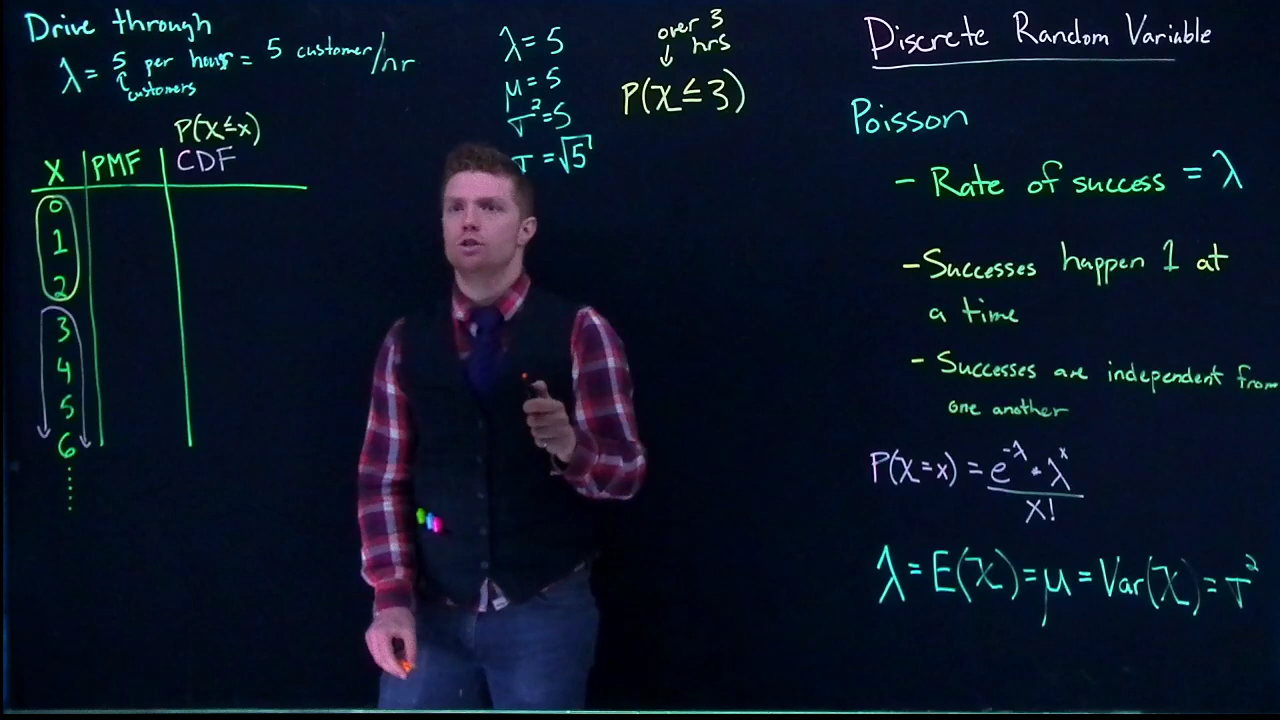 Drive through
λ = 5 per hour = 5 customer/hr
customers
P(X≤x)
X PMF CDF
0
1
2
3
4
5
6
λ = 5
μ = 5
σ² = 5
σ = √5
over 3
hrs
P(X ≤ 3)
Discrete Random Variable
Poisson
- Rate of success = λ
- Successes happen 1 at
a time
- Successes are independent from
one another
P(X=x) = e^-λ · λ^x
x!
λ = E(X) = μ = Var(X) = σ²